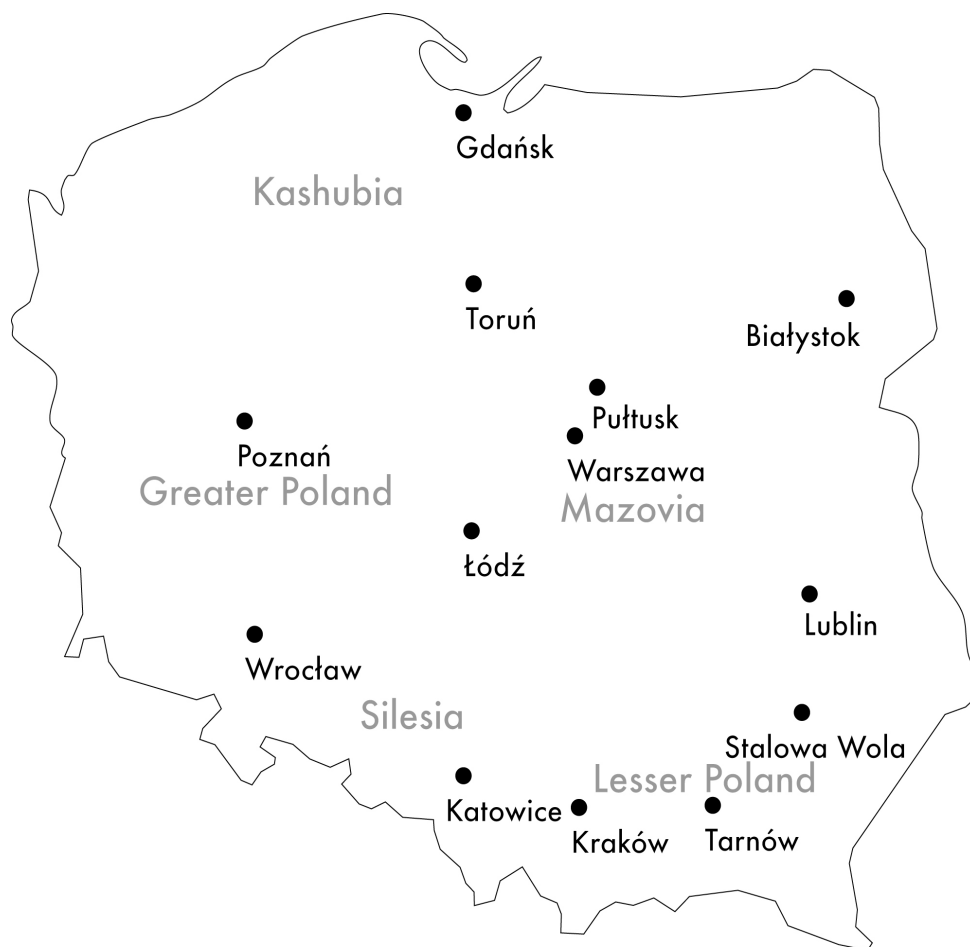 Gdańsk
Kashubia
Toruń
Białystok
Pułtusk
Poznań
Warszawa
Greater Poland
Mazovia
Łódź
Lublin
Wrocław
Silesia
Stalowa Wola
Lesser Poland
Katowice
Kraków
Tarnów